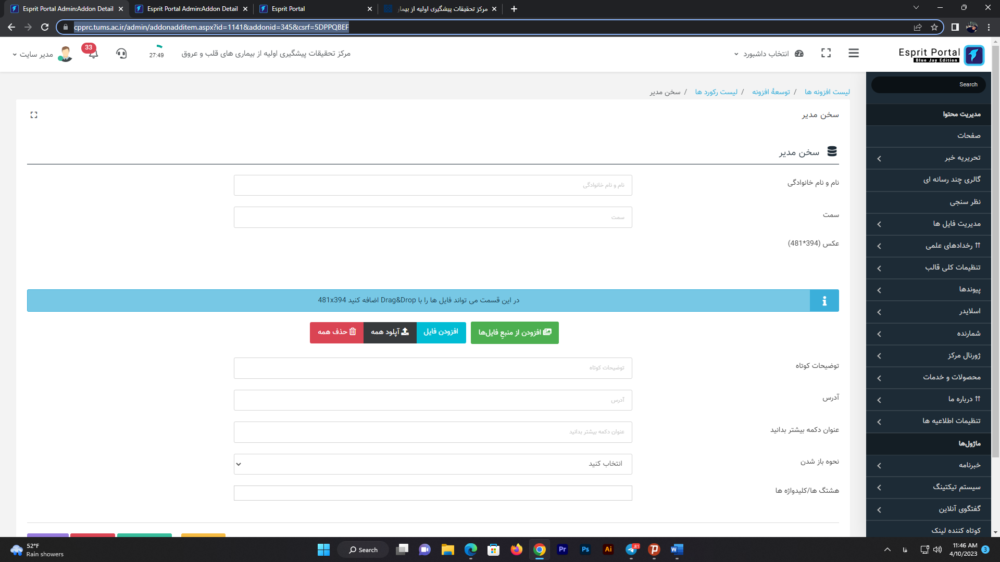 Esprit Portal Admin:Addon Detail
Esprit Portal Admin:Addon Detail
Esprit Portal
مرکز تحقیقات پیشگیری اولیه از بیمار
cpprc.tums.ac.ir/admin/addonadditem.aspx?id=1141&addonid=345&csrf=5DPPQBEF
Esprit Portal
Blue Jay Edition
انتخاب داشبورد
مرکز تحقیقات پیشگیری اولیه از بیماری های قلب و عروق
27:49
33
مدیر سایت
Search
مدیریت محتوا
صفحات
تحریریه خبر
گالری چند رسانه ای
نظر سنجی
مدیریت فایل ها
⇈ رخدادهای علمی
تنظیمات کلی قالب
پیوندها
اسلایدر
شمارنده
ژورنال مرکز
محصولات و خدمات
⇈ درباره ما
تنظیمات اطلاعیه ها
ماژول‌ها
خبرنامه
سیستم تیکتینگ
گفتگوی آنلاین
کوتاه کننده لینک
لیست افزونه ها / توسعهٔ افزونه / لیست رکورد ها / سخن مدیر
سخن مدیر
سخن مدیر
نام و نام خانوادگی
نام و نام خانوادگی
سمت
سمت
عکس (394*481)
در این قسمت می تواند فایل ها را با Drag&Drop اضافه کنید 481x394
افزودن از منبعِ فایل‌ها
افزودن فایل
آپلود همه
حذف همه
توضیحات کوتاه
توضیحات کوتاه
آدرس
آدرس
عنوان دکمه بیشتر بدانید
عنوان دکمه بیشتر بدانید
نحوه باز شدن
انتخاب کنید
هشتگ ها/کلیدواژه ها
52°F
Rain showers
Search
Pr
Ps
Ai
81
W
فا
11:46 AM
4/10/2023
3